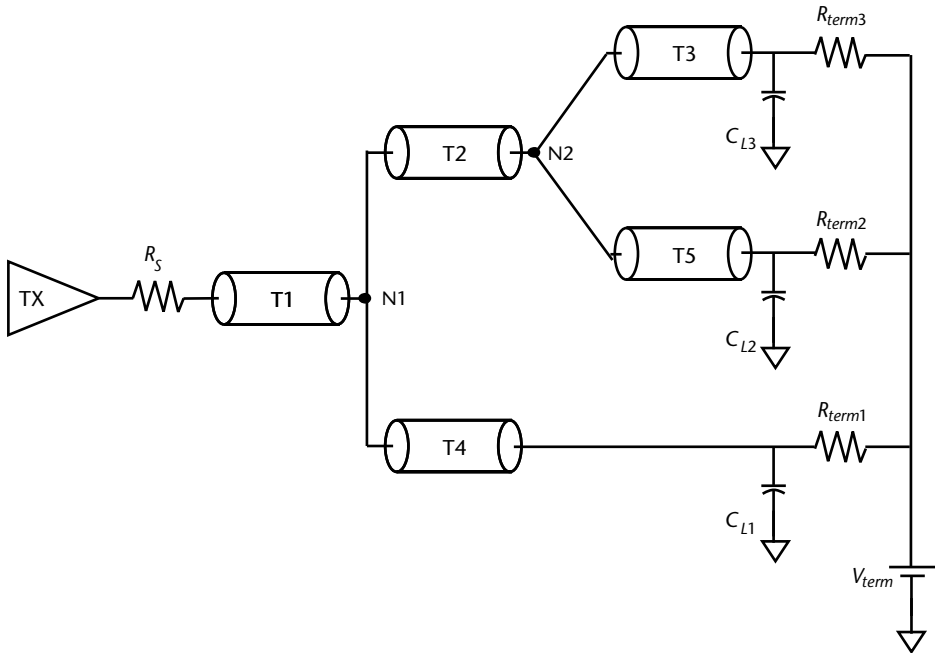 R_term3
T3
C_L3
T2
N2
R_term2
T5
C_L2
R_S
TX
T1
N1
R_term1
T4
C_L1
V_term